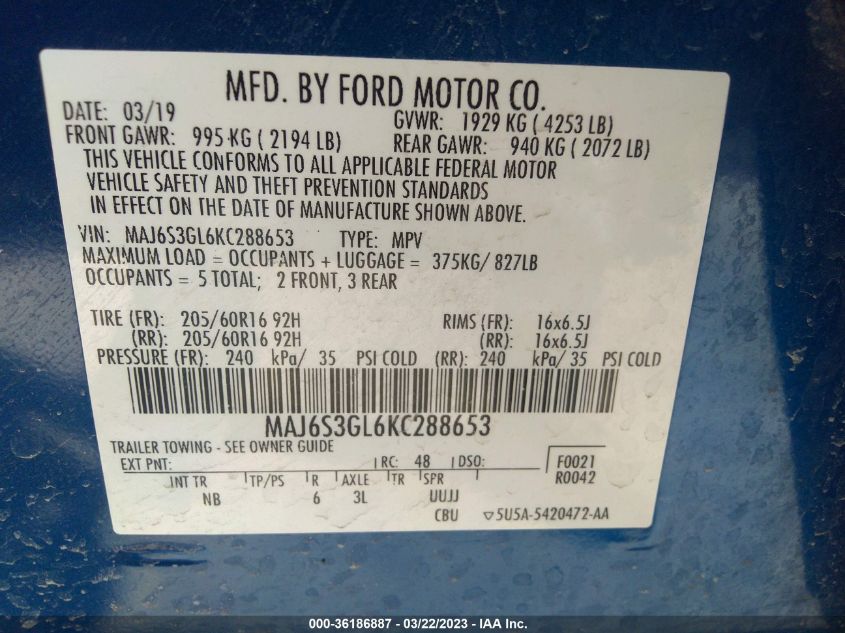 MFD. BY FORD MOTOR CO.
DATE: 03/19 GVWR: 1929 KG ( 4253 LB)
FRONT GAWR: 995 KG ( 2194 LB) REAR GAWR: 940 KG ( 2072 LB)
THIS VEHICLE CONFORMS TO ALL APPLICABLE FEDERAL MOTOR
VEHICLE SAFETY AND THEFT PREVENTION STANDARDS
IN EFFECT ON THE DATE OF MANUFACTURE SHOWN ABOVE.
VIN: MAJ6S3GL6KC288653 TYPE: MPV
MAXIMUM LOAD = OCCUPANTS + LUGGAGE = 375KG/ 827LB
OCCUPANTS = 5 TOTAL; 2 FRONT, 3 REAR
TIRE (FR): 205/60R16 92H RIMS (FR): 16x6.5J
(RR): 205/60R16 92H (RR): 16x6.5J
PRESSURE (FR): 240 kPa/ 35 PSI COLD (RR): 240 kPa/ 35 PSI COLD
MAJ6S3GL6KC288653
TRAILER TOWING - SEE OWNER GUIDE
EXT PNT: RC: 48 DSO: F0021
R0042
INT TR TP/PS R AXLE TR SPR
NB 6 3L UUJJ
CBU ▽5U5A-5420472-AA
000-36186887 - 03/22/2023 - IAA Inc.